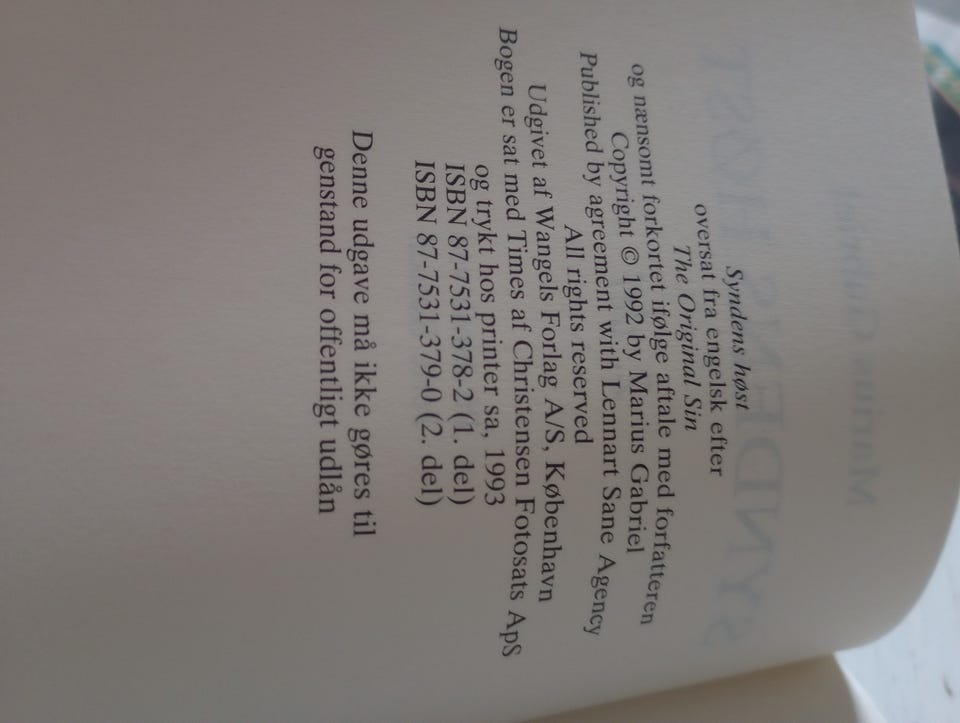 Syndens høst
oversat fra engelsk efter
The Original Sin
og nænsomt forkortet ifølge aftale med forfatteren
Copyright © 1992 by Marius Gabriel
Published by agreement with Lennart Sane Agency
All rights reserved
Udgivet af Wangels Forlag A/S, København
Bogen er sat med Times af Christensen Fotosats ApS
og trykt hos printer sa, 1993
ISBN 87-7531-378-2 (1. del)
ISBN 87-7531-379-0 (2. del)
Denne udgave må ikke gøres til
genstand for offentligt udlån